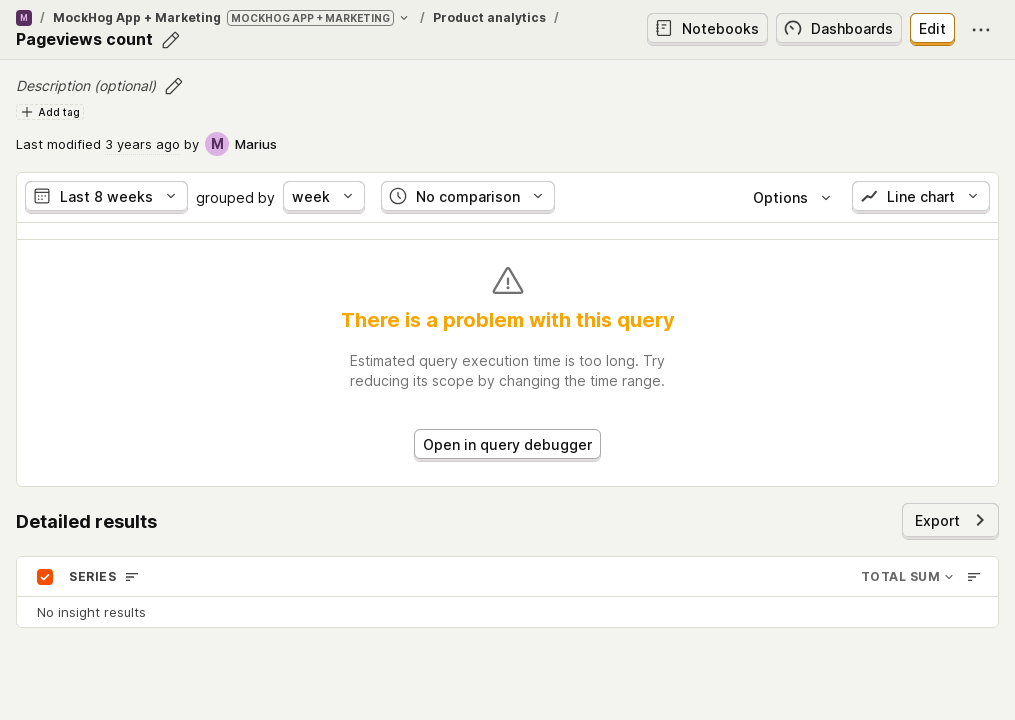 M / MockHog App + Marketing MOCKHOG APP + MARKETING / Product analytics /
Pageviews count
Notebooks Dashboards Edit
Description (optional)
Add tag
Last modified 3 years ago by M Marius
Last 8 weeks grouped by week No comparison Options Line chart
There is a problem with this query
Estimated query execution time is too long. Try
reducing its scope by changing the time range.
Open in query debugger
Detailed results Export
SERIES TOTAL SUM
No insight results